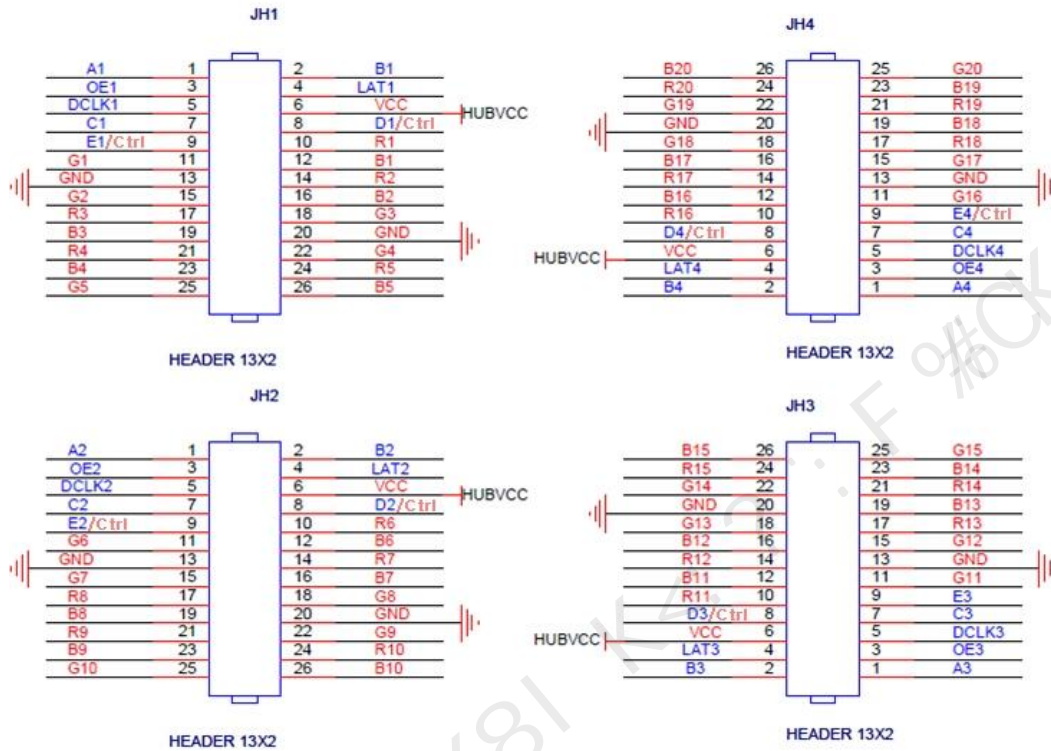 JH1
A1 1 2 B1
OE1 3 4 LAT1
DCLK1 5 6 VCC HUBVCC
C1 7 8 D1/Ctrl
E1/Ctrl 9 10 R1
G1 11 12 B1
GND 13 14 R2
G2 15 16 B2
R3 17 18 G3
B3 19 20 GND
R4 21 22 G4
B4 23 24 R5
G5 25 26 B5
HEADER 13X2
JH4
B20 26 25 G20
R20 24 23 B19
G19 22 21 R19
GND 20 19 B18
G18 18 17 R18
B17 16 15 G17
R17 14 13 GND
B16 12 11 G16
R16 10 9 E4/Ctrl
D4/Ctrl 8 7 C4
HUBVCC VCC 6 5 DCLK4
LAT4 4 3 OE4
B4 2 1 A4
HEADER 13X2
JH2
A2 1 2 B2
OE2 3 4 LAT2
DCLK2 5 6 VCC HUBVCC
C2 7 8 D2/Ctrl
E2/Ctrl 9 10 R6
G6 11 12 B6
GND 13 14 R7
G7 15 16 B7
R8 17 18 G8
B8 19 20 GND
R9 21 22 G9
B9 23 24 R10
G10 25 26 B10
HEADER 13X2
JH3
B15 26 25 G15
R15 24 23 B14
G14 22 21 R14
GND 20 19 B13
G13 18 17 R13
B12 16 15 G12
R12 14 13 GND
B11 12 11 G11
R11 10 9 E3
D3/Ctrl 8 7 C3
HUBVCC VCC 6 5 DCLK3
LAT3 4 3 OE3
B3 2 1 A3
HEADER 13X2